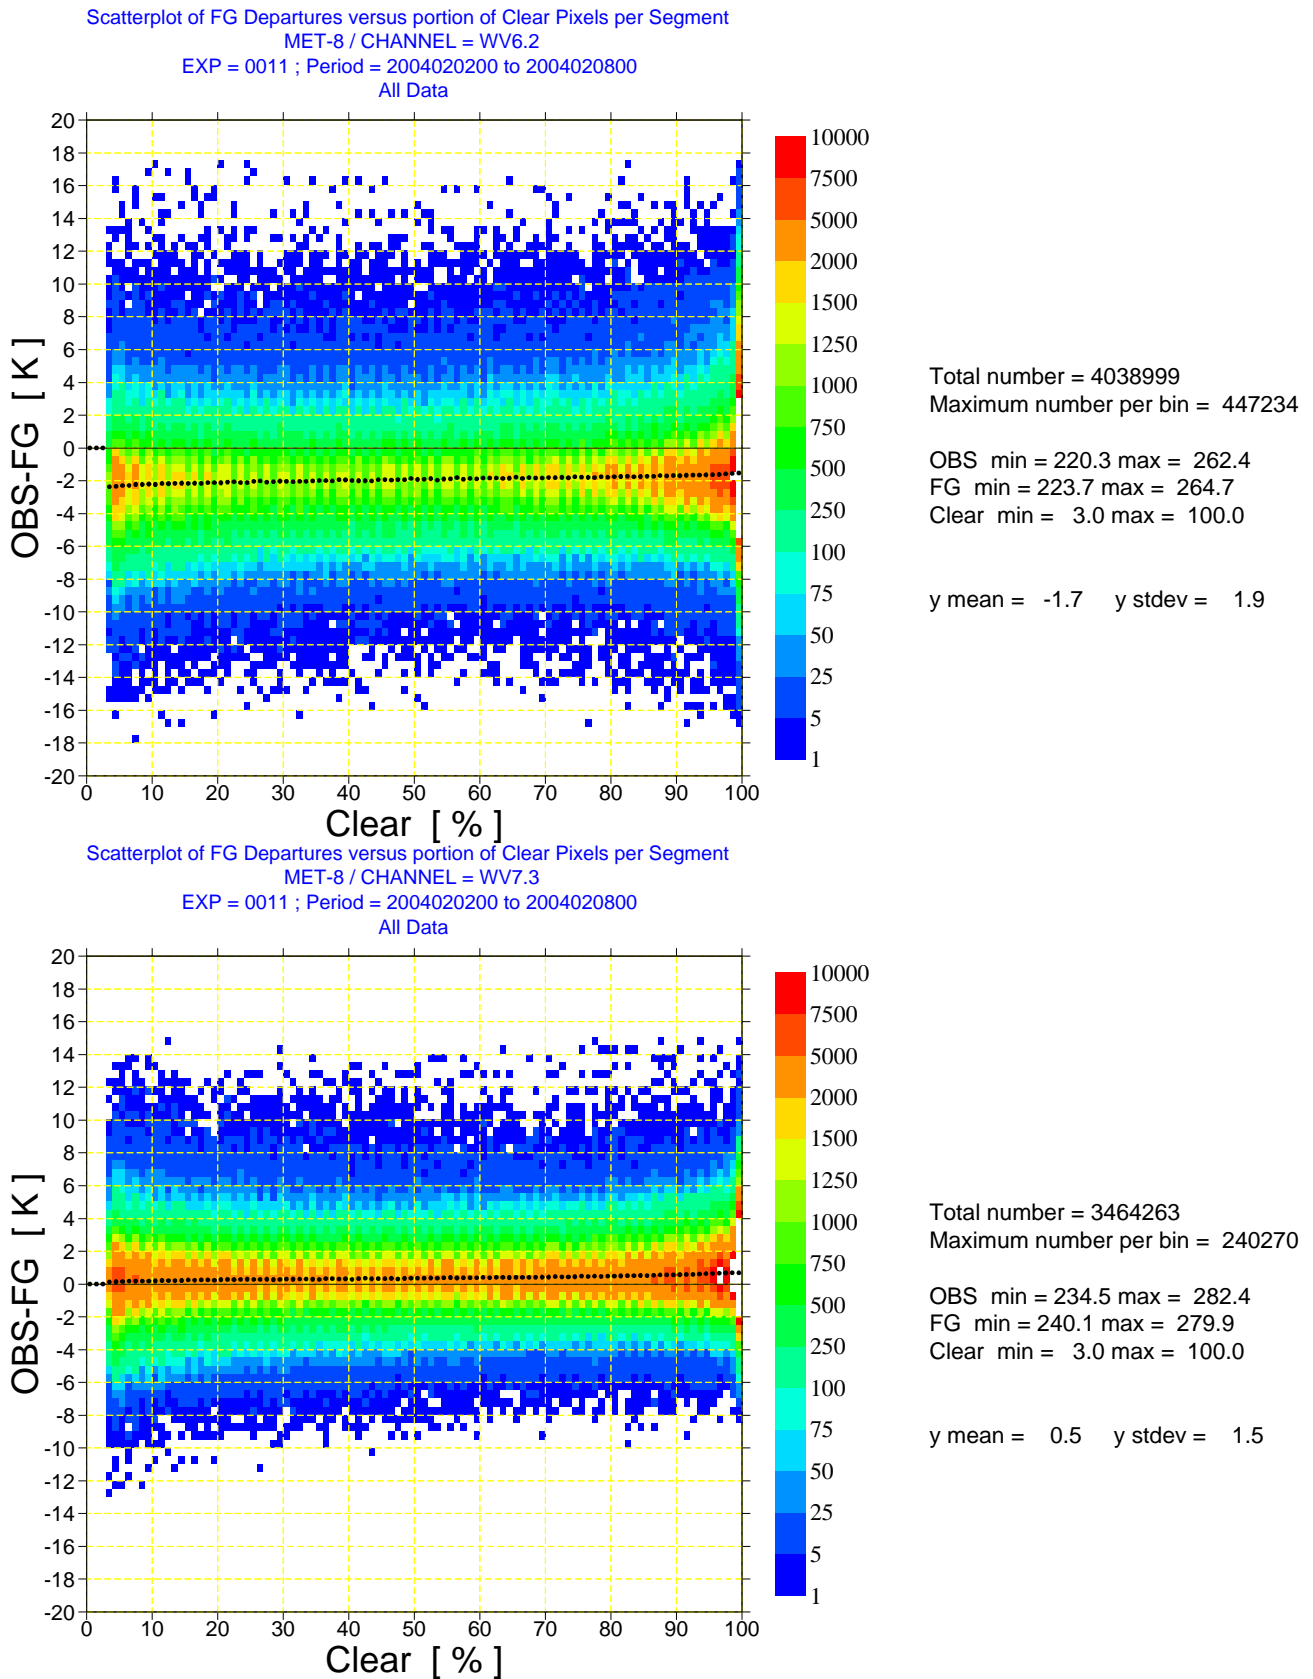 Scatterplot of FG Departures versus portion of Clear Pixels per Segment
MET-8 / CHANNEL = WV6.2
EXP = 0011 ; Period = 2004020200 to 2004020800
All Data
20
18
16
14
12
10
8
6
4
2
0
-2
-4
-6
-8
-10
-12
-14
-16
-18
-20
OBS-FG [ K ]
0 10 20 30 40 50 60 70 80 90 100
Clear [ % ]
10000
7500
5000
2000
1500
1250
1000
750
500
250
100
75
50
25
5
1
Total number = 4038999
Maximum number per bin = 447234
OBS min = 220.3 max = 262.4
FG min = 223.7 max = 264.7
Clear min = 3.0 max = 100.0
y mean = -1.7 y stdev = 1.9
Scatterplot of FG Departures versus portion of Clear Pixels per Segment
MET-8 / CHANNEL = WV7.3
EXP = 0011 ; Period = 2004020200 to 2004020800
All Data
20
18
16
14
12
10
8
6
4
2
0
-2
-4
-6
-8
-10
-12
-14
-16
-18
-20
OBS-FG [ K ]
0 10 20 30 40 50 60 70 80 90 100
Clear [ % ]
10000
7500
5000
2000
1500
1250
1000
750
500
250
100
75
50
25
5
1
Total number = 3464263
Maximum number per bin = 240270
OBS min = 234.5 max = 282.4
FG min = 240.1 max = 279.9
Clear min = 3.0 max = 100.0
y mean = 0.5 y stdev = 1.5